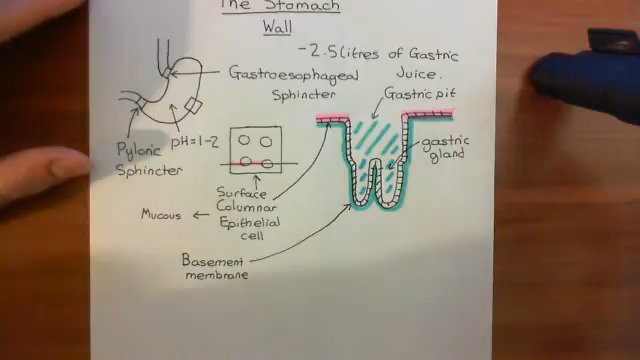 The Stomach
Wall
-2.5 Litres of Gastric
Juice.
Gastroesophageal
Sphincter
Gastric pit
pH=1-2
Pyloric
Sphincter
gastric
gland
Surface
Columnar
Epithelial
cell
Mucous
Basement
membrane